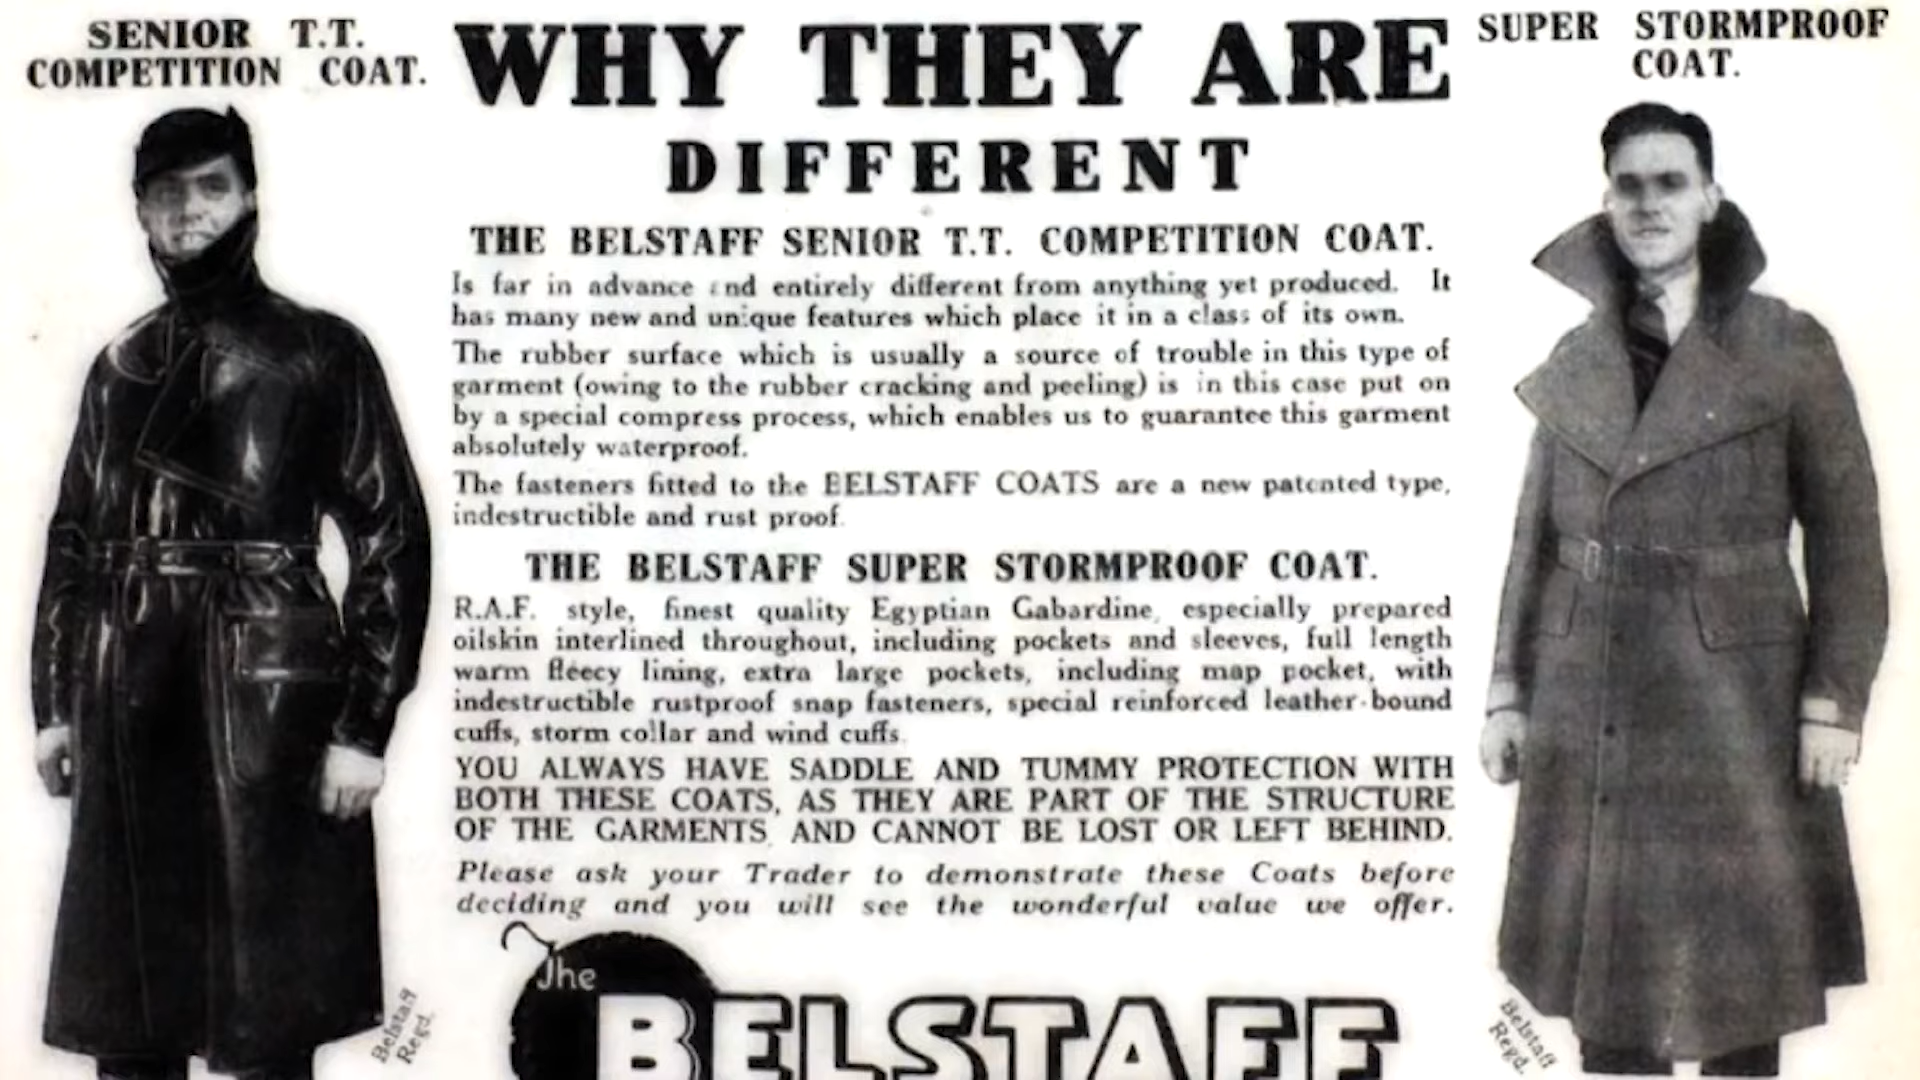 SENIOR T.T.
COMPETITION COAT.
WHY THEY ARE
DIFFERENT
SUPER STORMPROOF
COAT.
THE BELSTAFF SENIOR T.T. COMPETITION COAT.
Is far in advance and entirely different from anything yet produced. It
has many new and unique features which place it in a class of its own.
The rubber surface which is usually a source of trouble in this type of
garment (owing to the rubber cracking and peeling) is in this case put on
by a special compress process, which enables us to guarantee this garment
absolutely waterproof.
The fasteners fitted to the BELSTAFF COATS are a new patented type,
indestructible and rust proof.
THE BELSTAFF SUPER STORMPROOF COAT.
R.A.F. style, finest quality Egyptian Gabardine, especially prepared
oilskin interlined throughout, including pockets and sleeves, full length
warm fleecy lining, extra large pockets, including map pocket, with
indestructible rustproof snap fasteners, special reinforced leather-bound
cuffs, storm collar and wind cuffs.
YOU ALWAYS HAVE SADDLE AND TUMMY PROTECTION WITH
BOTH THESE COATS, AS THEY ARE PART OF THE STRUCTURE
OF THE GARMENTS AND CANNOT BE LOST OR LEFT BEHIND.
Please ask your Trader to demonstrate these Coats before
deciding and you will see the wonderful value we offer.
The
BELSTAFF
Belstaff
Regd.
Belstaff
Regd.